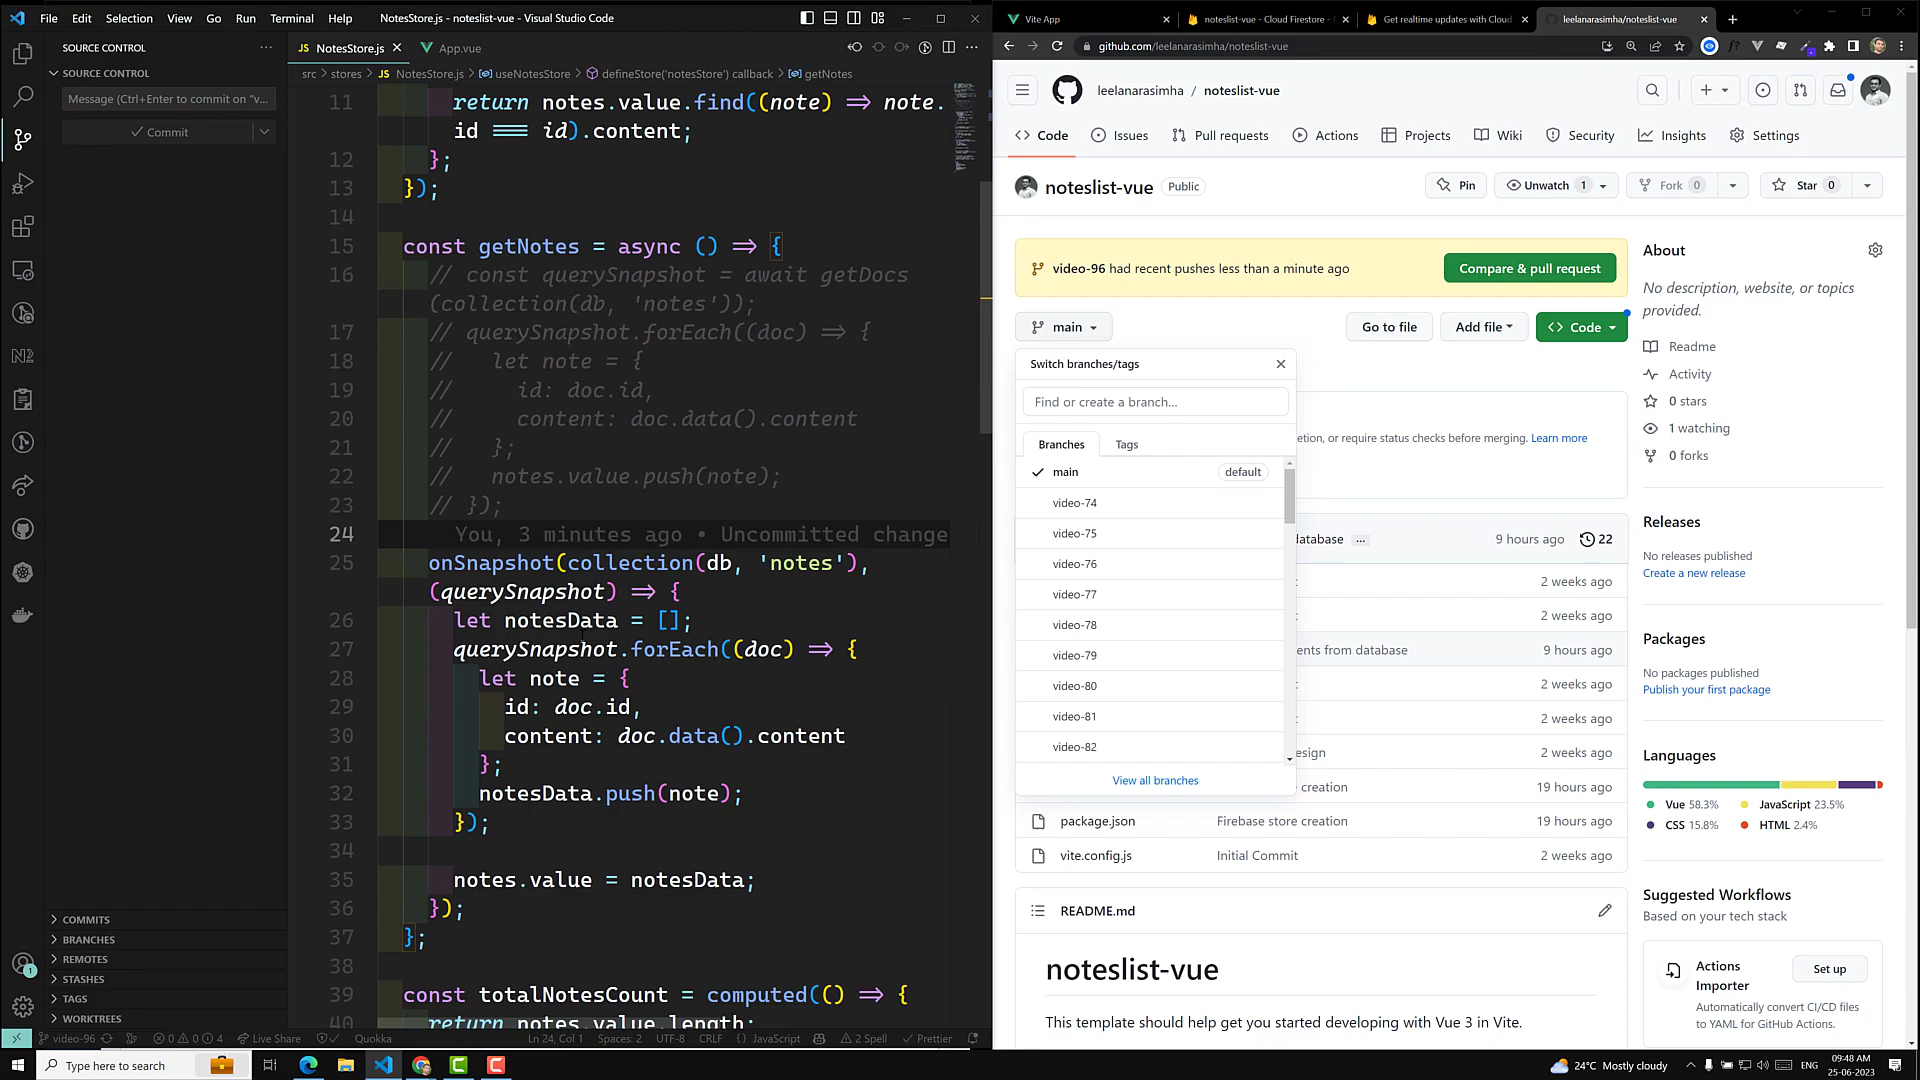 File Edit Selection View Go Run Terminal Help NotesStore.js - noteslist-vue - Visual Studio Code
SOURCE CONTROL
SOURCE CONTROL
Message (Ctrl+Enter to commit on "v...
Commit
COMMITS
BRANCHES
REMOTES
STASHES
TAGS
WORKTREES
JS NotesStore.js App.vue
src > stores > JS NotesStore.js > useNotesStore > defineStore('notesStore') callback > getNotes
11 return notes.value.find((note) => note.
id === id).content;
12 };
13 });
14
15 const getNotes = async () => {
16 // const querySnapshot = await getDocs
(collection(db, 'notes'));
17 // querySnapshot.forEach((doc) => {
18 // let note = {
19 // id: doc.id,
20 // content: doc.data().content
21 // };
22 // notes.value.push(note);
23 // });
24 You, 3 minutes ago • Uncommitted change
25 onSnapshot(collection(db, 'notes'),
(querySnapshot) => {
26 let notesData = [];
27 querySnapshot.forEach((doc) => {
28 let note = {
29 id: doc.id,
30 content: doc.data().content
31 };
32 notesData.push(note);
33 });
34
35 notes.value = notesData;
36 });
37 };
38
39 const totalNotesCount = computed(() => {
40 return notes.value.length;
video-96 0 0 4 Live Share Quokka Ln 24, Col 1 Spaces: 2 UTF-8 CRLF {} JavaScript 2 Spell Prettier
Vite App noteslist-vue - Cloud Firestore - Get realtime updates with Cloud leelanarasimha/noteslist-vue
github.com/leelanarasimha/noteslist-vue
leelanarasimha / noteslist-vue
Code Issues Pull requests Actions Projects Wiki Security Insights Settings
noteslist-vue Public Pin Unwatch 1 Fork 0 Star 0
video-96 had recent pushes less than a minute ago Compare & pull request
main Go to file Add file Code
Switch branches/tags
Find or create a branch...
Branches Tags
main default
video-74
video-75
video-76
video-77
video-78
video-79
video-80
video-81
video-82
View all branches
etion, or require status checks before merging. Learn more
database ... 9 hours ago 22
2 weeks ago
2 weeks ago
ents from database 9 hours ago
2 weeks ago
2 weeks ago
esign 2 weeks ago
creation 19 hours ago
package.json Firebase store creation 19 hours ago
vite.config.js Initial Commit 2 weeks ago
README.md
noteslist-vue
This template should help get you started developing with Vue 3 in Vite.
About
No description, website, or topics
provided.
Readme
Activity
0 stars
1 watching
0 forks
Releases
No releases published
Create a new release
Packages
No packages published
Publish your first package
Languages
Vue 58.3% JavaScript 23.5%
CSS 15.8% HTML 2.4%
Suggested Workflows
Based on your tech stack
Actions
Importer
Set up
Automatically convert CI/CD files
to YAML for GitHub Actions.
Type here to search
24°C Mostly cloudy ENG 09:48 AM
25-06-2023